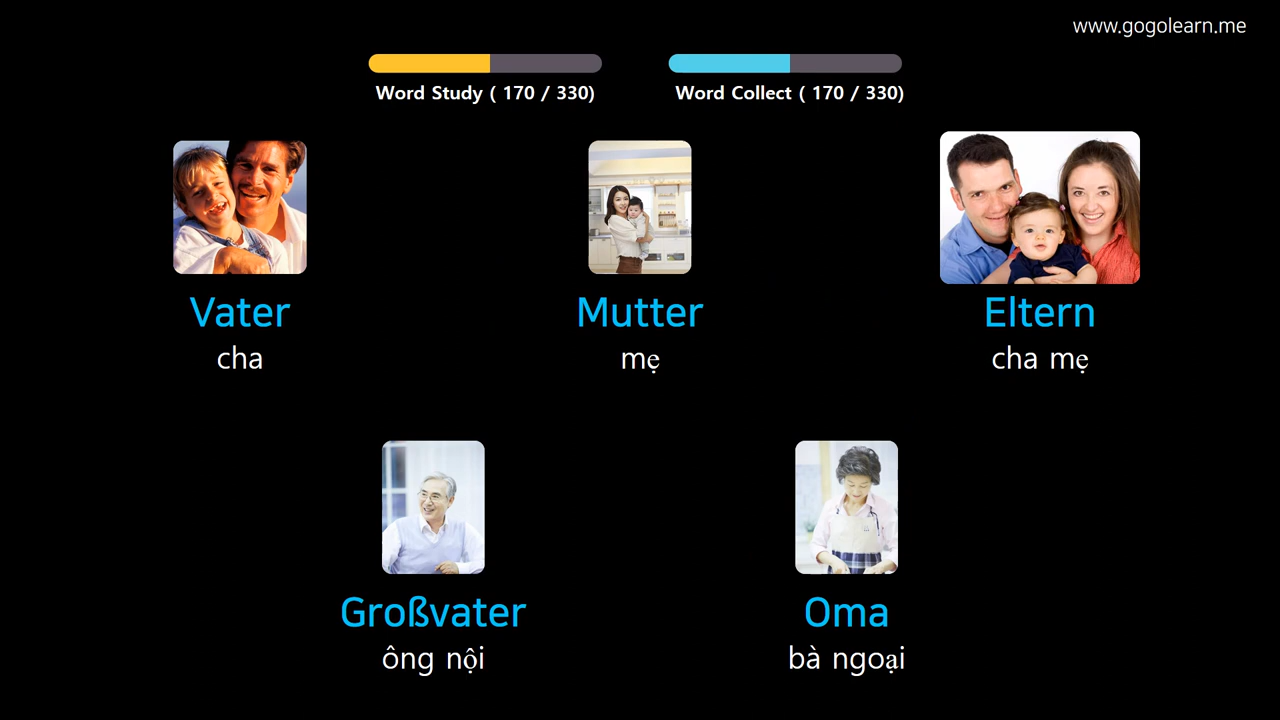 www.gogolearn.me
Word Study ( 170 / 330)
Word Collect ( 170 / 330)
Vater
cha
Mutter
mẹ
Eltern
cha mẹ
Großvater
ông nội
Oma
bà ngoại